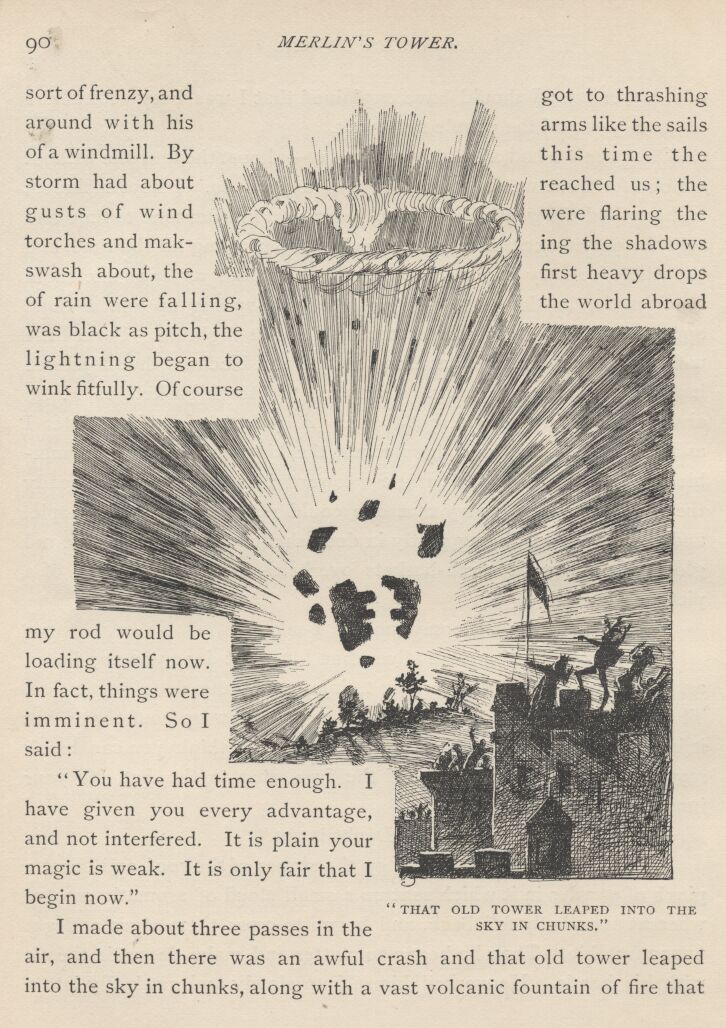 90 MERLIN'S TOWER.
sort of frenzy, and got to thrashing
around with his arms like the sails
of a windmill. By this time the
storm had about reached us; the
gusts of wind were flaring the
torches and mak- ing the shadows
swash about, the first heavy drops
of rain were falling, the world abroad
was black as pitch, the
lightning began to
wink fitfully. Of course
my rod would be
loading itself now.
In fact, things were
imminent. So I
said:
"You have had time enough. I
have given you every advantage,
and not interfered. It is plain your
magic is weak. It is only fair that I
begin now."
"THAT OLD TOWER LEAPED INTO THE
SKY IN CHUNKS."
I made about three passes in the
air, and then there was an awful crash and that old tower leaped
into the sky in chunks, along with a vast volcanic fountain of fire that